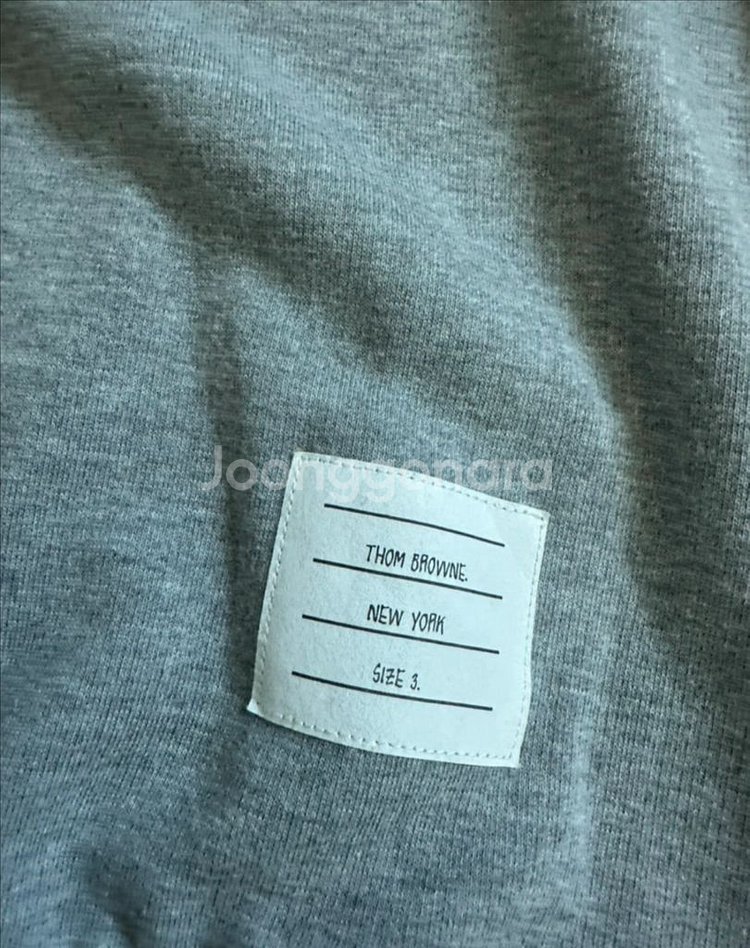 Joonggonara
THOM BROWNE.
NEW YORK
SIZE 3.